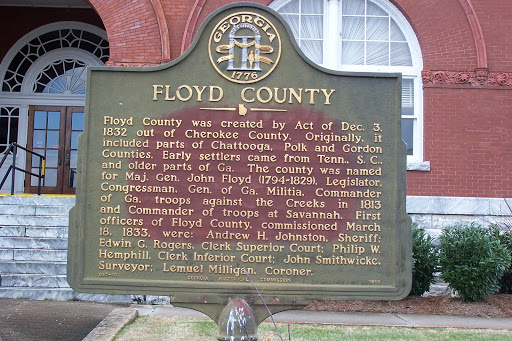 GEORGIA
1776
FLOYD COUNTY
Floyd County was created by Act of Dec. 3,
1832 out of Cherokee County. Originally, it
included parts of Chattooga, Polk and Gordon
Counties. Early settlers came from Tenn., S. C.,
and older parts of Ga. The county was named
for Maj. Gen. John Floyd (1794-1829), Legislator,
Congressman, Gen. of Ga. Militia, Commander
of Ga. troops against the Creeks in 1813
and Commander of troops at Savannah. First
officers of Floyd County, commissioned March
18, 1833, were: Andrew H. Johnston, Sheriff;
Edwin G. Rogers, Clerk Superior Court; Philip W.
Hemphill, Clerk Inferior Court; John Smithwick,
Surveyor; Lemuel Milligan, Coroner.
GEORGIA HISTORICAL COMMISSION